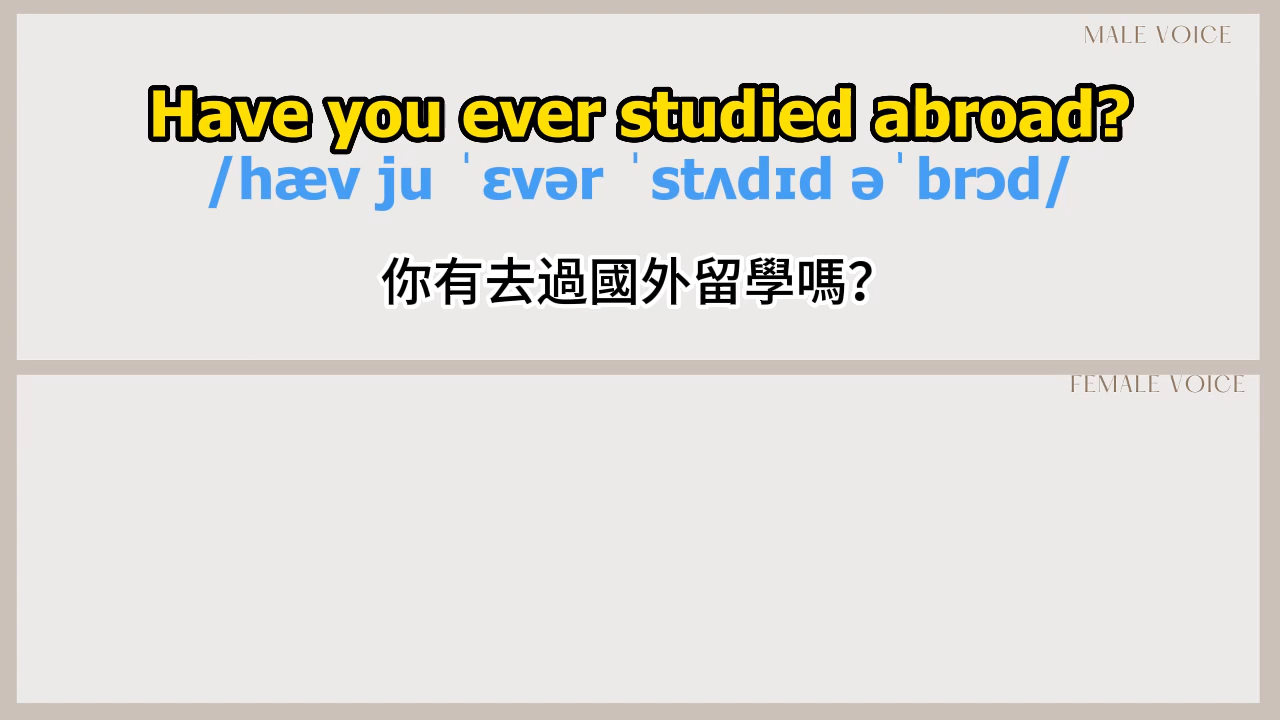 MALE VOICE
Have you ever studied abroad?
/hæv ju ˈɛvər ˈstʌdɪd əˈbrɔd/
你有去過國外留學嗎?
FEMALE VOICE